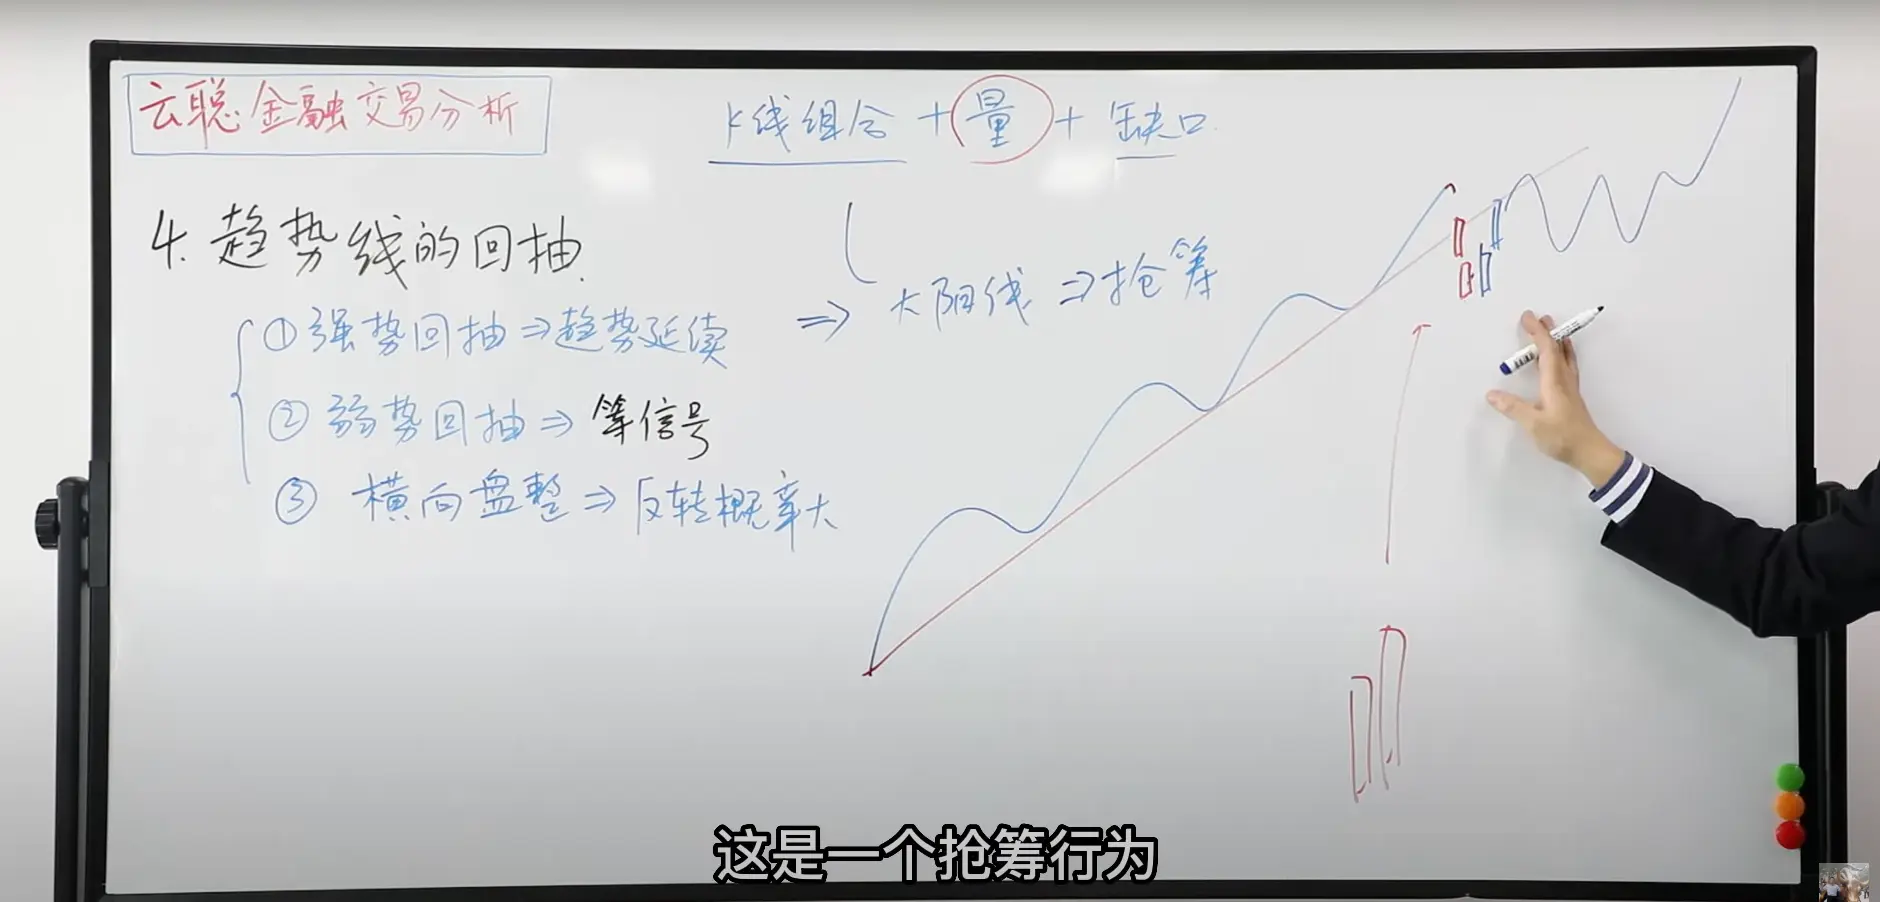 云聪金融交易分析
K线组合+量+缺口
4.趋势线的回抽
①强势回抽⇒趋势延续
⇒大阳线⇒抢筹
②弱势回抽⇒等信号
③横向盘整⇒反转概率大
这是一个抢筹行为